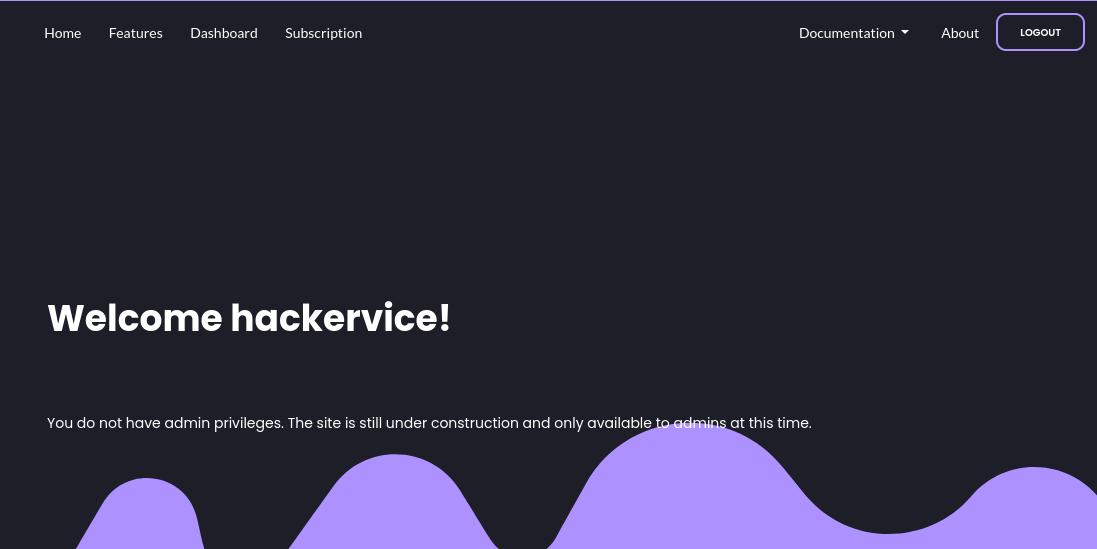 Home Features Dashboard Subscription Documentation About LOGOUT
Welcome hackervice!
You do not have admin privileges. The site is still under construction and only available to admins at this time.